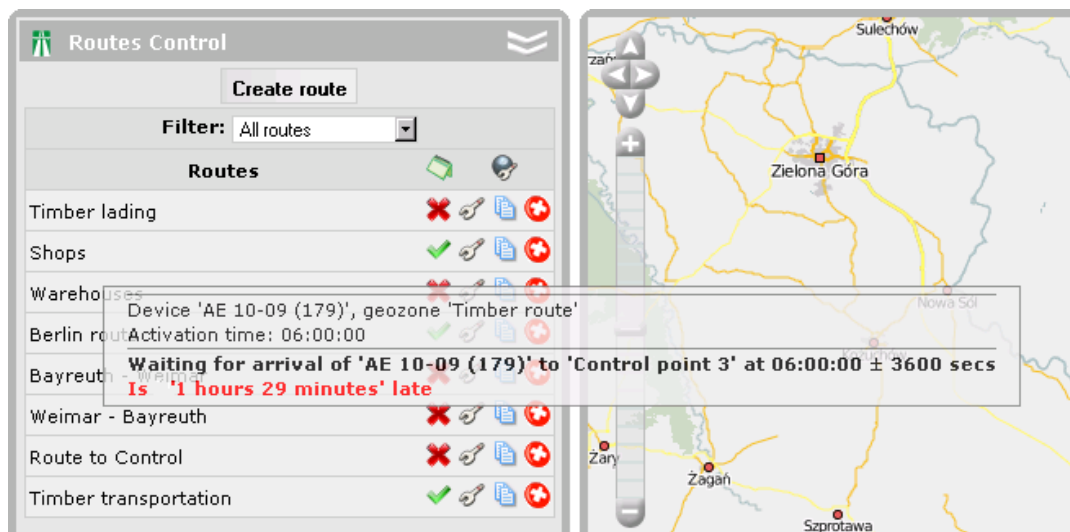 Routes Control
Create route
Filter: All routes
Routes
Timber lading
Shops
Warehouses
Device 'AE 10-09 (179)', geozone 'Timber route'
Berlin
Activation time: 06:00:00
Waiting for arrival of 'AE 10-09 (179)' to 'Control point 3' at 06:00:00 ± 3600 secs
Bayreuth - Weimar
Is '1 hours 29 minutes' late
Weimar - Bayreuth
Route to Control
Timber transportation
Sulechów
Zielona Góra
Nowa Sól
Kożuchów
Żary
Żagań
Szprotawa